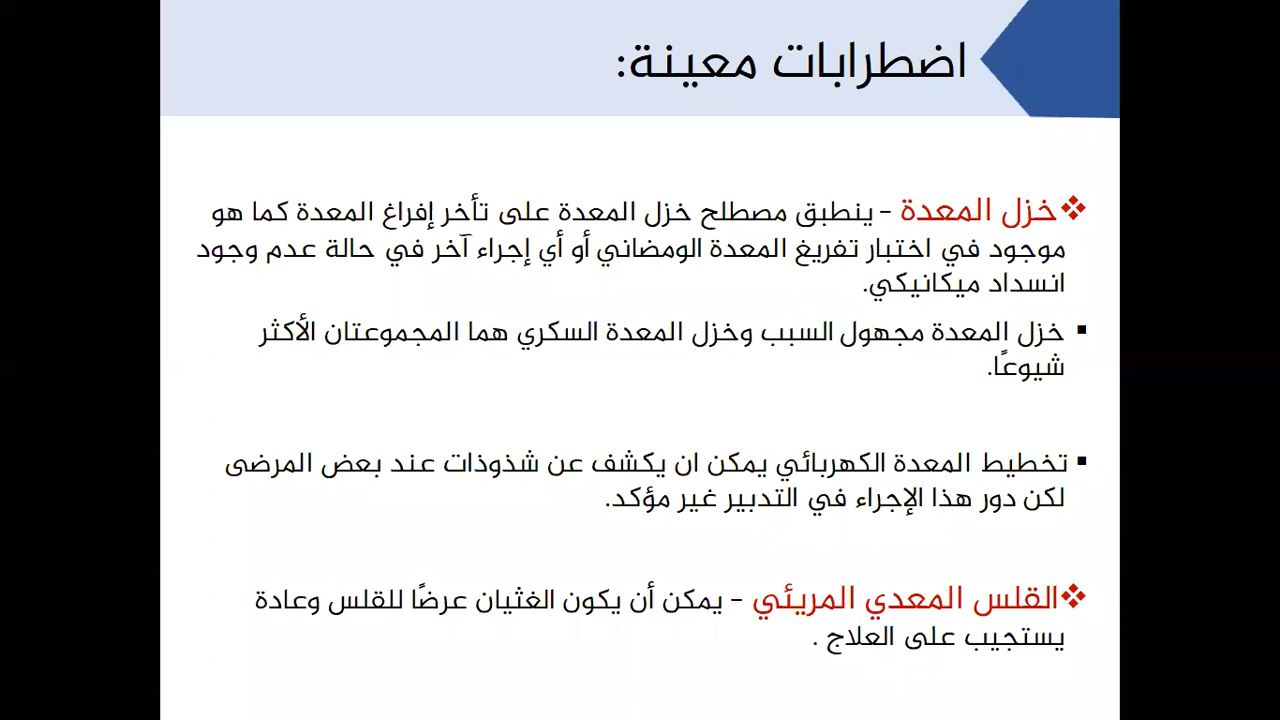 اضطرابات معينة:
❖خزل المعدة – ينطبق مصطلح خزل المعدة على تأخر إفراغ المعدة كما هو
موجود في اختبار تفريغ المعدة الومضاني أو أي إجراء آخر في حالة عدم وجود
انسداد ميكانيكي.
▪ خزل المعدة مجهول السبب وخزل المعدة السكري هما المجموعتان الأكثر
شيوعًا.
▪ تخطيط المعدة الكهربائي يمكن ان يكشف عن شذوذات عند بعض المرضى
لكن دور هذا الإجراء في التدبير غير مؤكد.
❖القلس المعدي المريئي – يمكن أن يكون الغثيان عرضًا للقلس وعادة
يستجيب على العلاج .